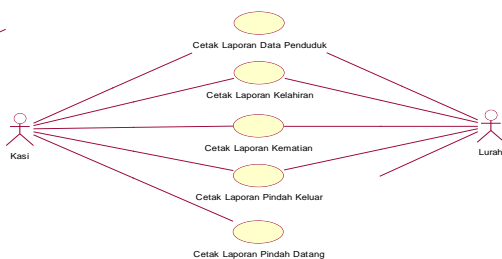 Cetak Laporan Data Penduduk
Cetak Laporan Kelahiran
Cetak Laporan Kematian
Kasi
Lurah
Cetak Laporan Pindah Keluar
Cetak Laporan Pindah Datang